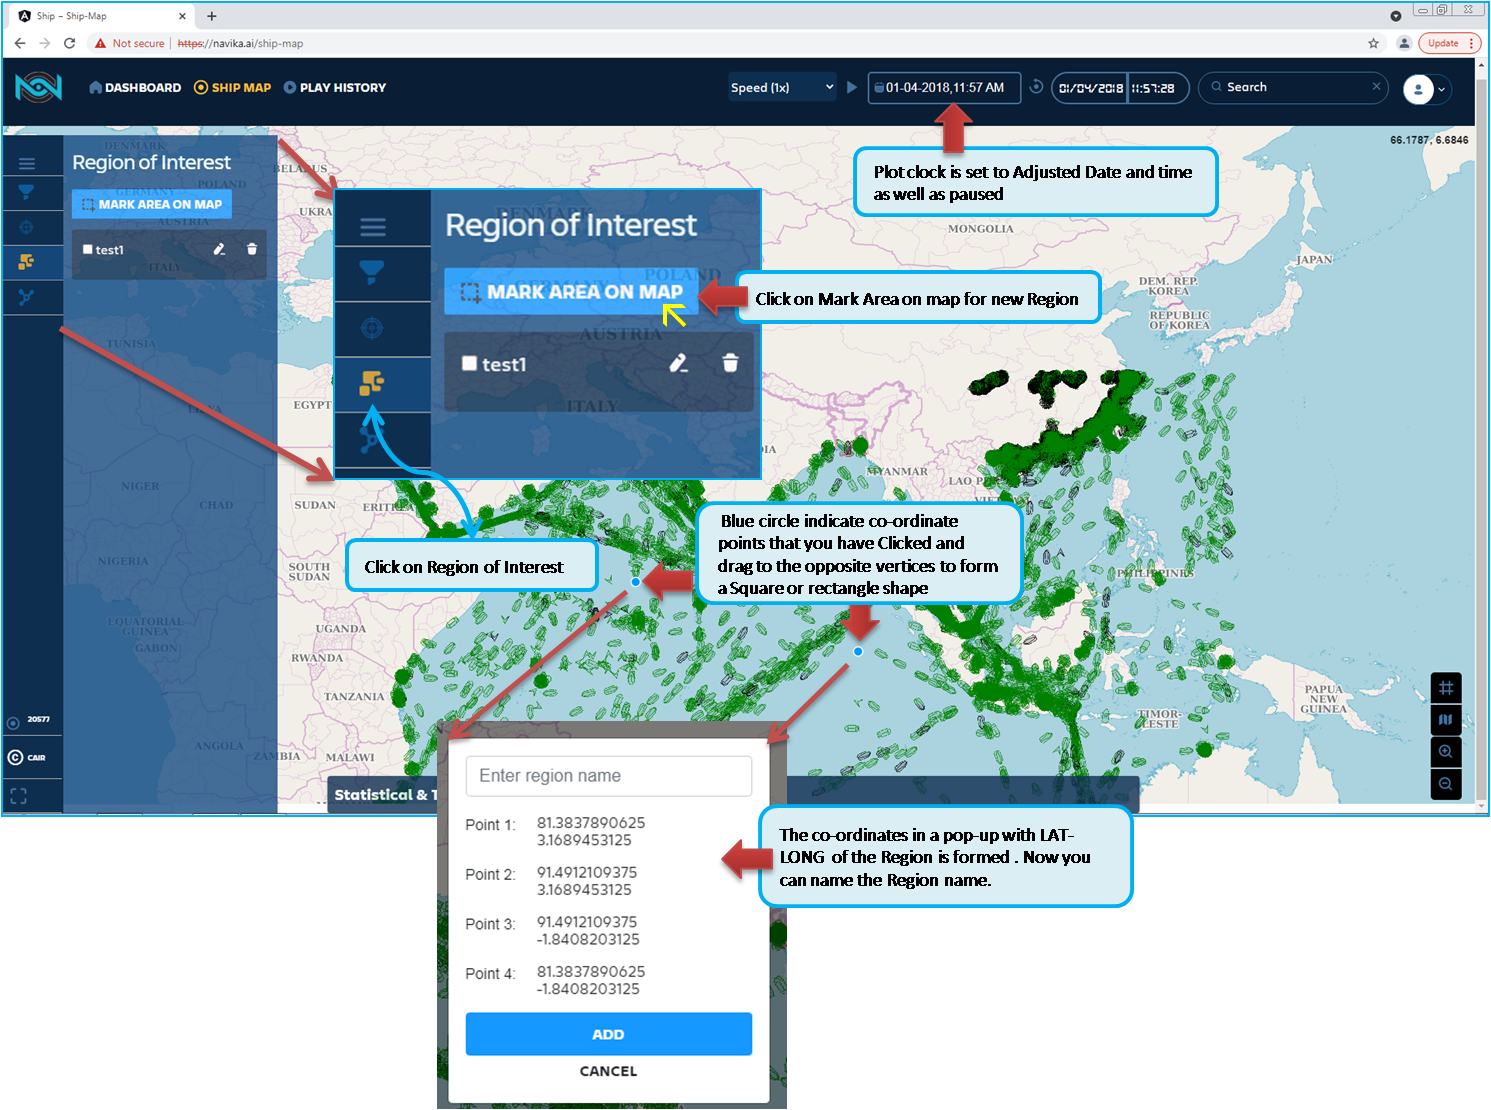 Ship – Ship-Map
Not secure
https://navika.ai/ship-map
Update
DASHBOARD
SHIP MAP
PLAY HISTORY
Speed (1x)
01-04-2018,11:57 AM
01/04/2018
11:57:28
Search
66.1787, 6.6846
Region of Interest
MARK AREA ON MAP
test1
20577
CAIR
Region of Interest
MARK AREA ON MAP
test1
Plot clock is set to Adjusted Date and time
as well as paused
Click on Mark Area on map for new Region
Click on Region of Interest
Blue circle indicate co-ordinate
points that you have Clicked and
drag to the opposite vertices to form
a Square or rectangle shape
DENMARK
GERMANY
POLAND
BELARUS
UKRA
AUSTRIA
ITALY
TUNISIA
LIBYA
EGYPT
NIGER
CHAD
SUDAN
ERITREA
NIGERIA
SOUTH
SUDAN
EQUATORIAL
GUINEA
GABON
UGANDA
RWANDA
TANZANIA
ANGOLA
ZAMBIA
MALAWI
POLAND
AUSTRIA
ITALY
MONGOLIA
JAPAN
DEM. REP.
KOREA
REPUBLIC
OF KOREA
MYANMAR
LAO P
VIET
PHILIPPINES
PAPUA
NEW
GUINEA
TIMOR-
LESTE
Statistical & T
Enter region name
Point 1: 81.3837890625
3.1689453125
Point 2: 91.4912109375
3.1689453125
Point 3: 91.4912109375
-1.8408203125
Point 4: 81.3837890625
-1.8408203125
ADD
CANCEL
The co-ordinates in a pop-up with LAT-
LONG of the Region is formed . Now you
can name the Region name.